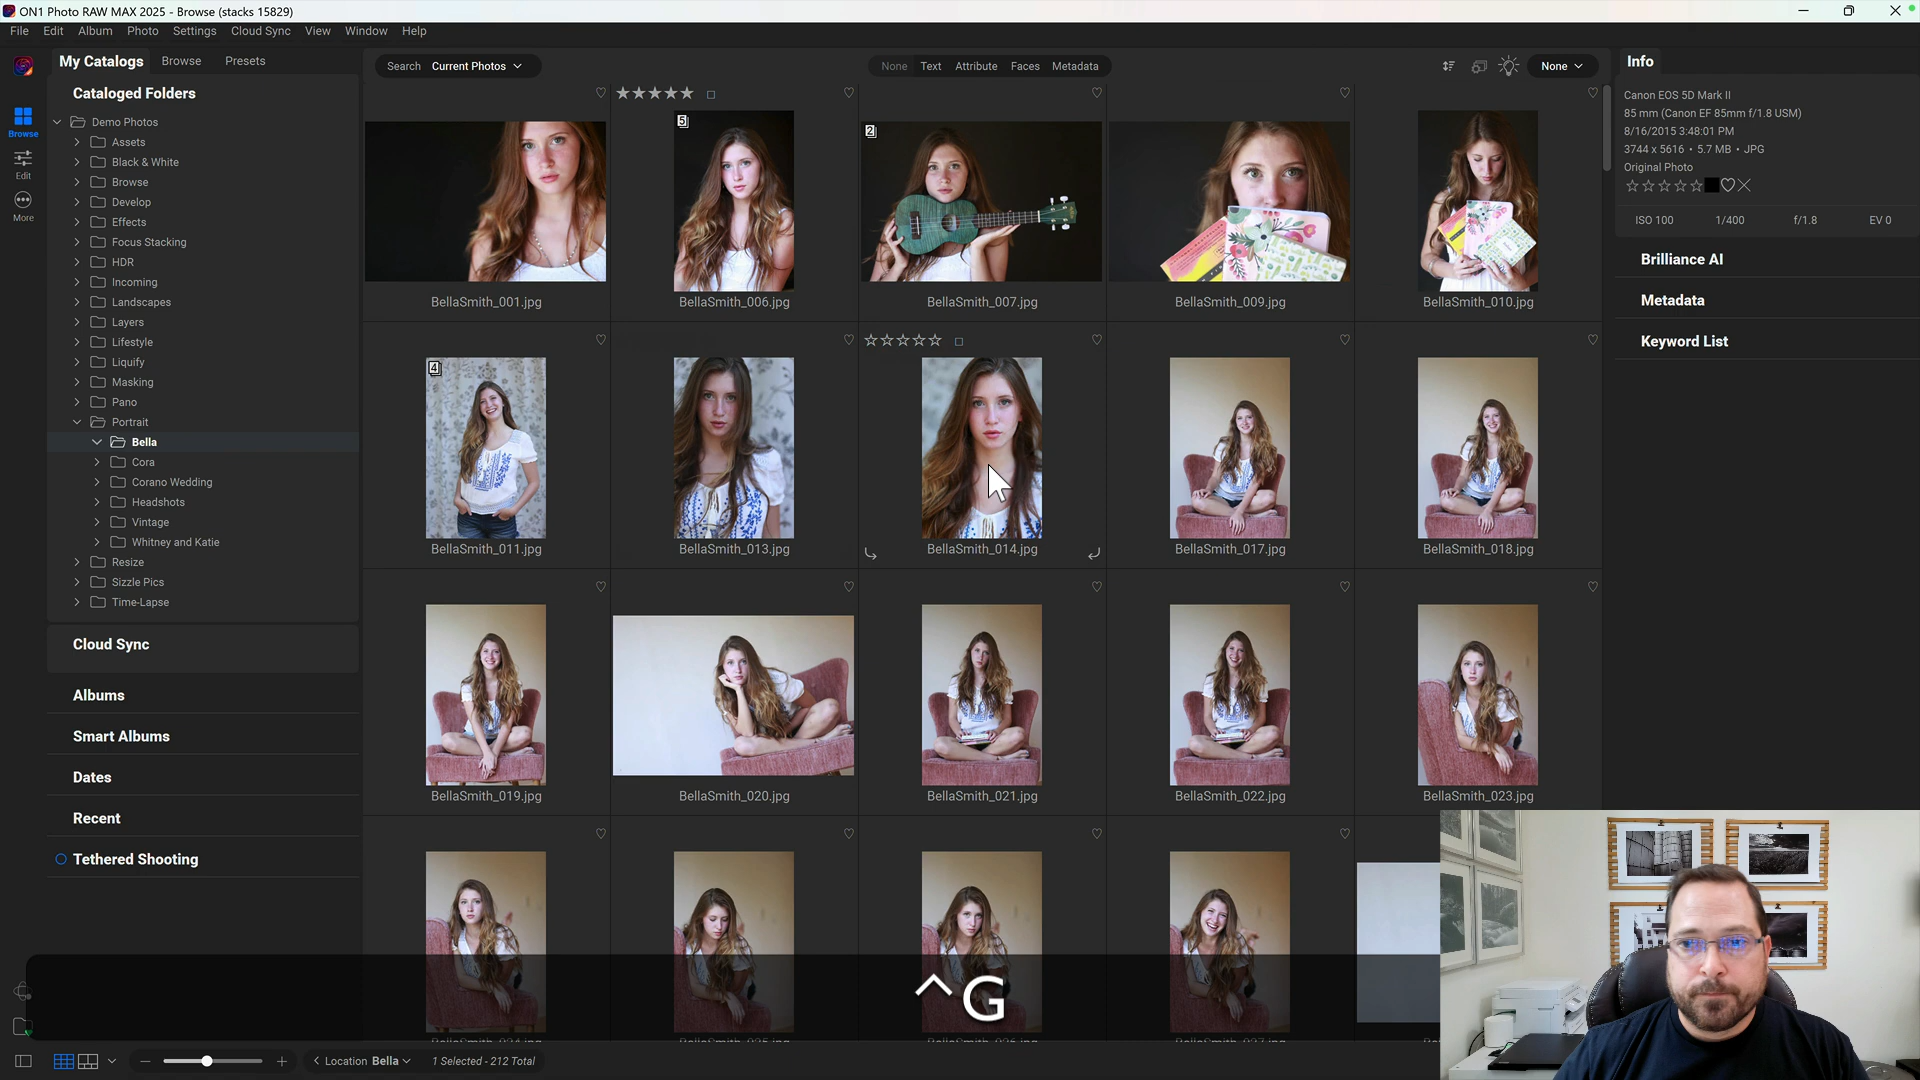 ON1 Photo RAW MAX 2025 - Browse (stacks 15829)
File Edit Album Photo Settings Cloud Sync View Window Help
My Catalogs Browse Presets
Search Current Photos
None Text Attribute Faces Metadata
None
Info
Browse
Edit
More
Cataloged Folders
Demo Photos
Assets
Black & White
Browse
Develop
Effects
Focus Stacking
HDR
Incoming
Landscapes
Layers
Lifestyle
Liquify
Masking
Pano
Portrait
Bella
Cora
Corano Wedding
Headshots
Vintage
Whitney and Katie
Resize
Sizzle Pics
Time-Lapse
Cloud Sync
Albums
Smart Albums
Dates
Recent
Tethered Shooting
5
2
BellaSmith_001.jpg
BellaSmith_006.jpg
BellaSmith_007.jpg
BellaSmith_009.jpg
BellaSmith_010.jpg
4
BellaSmith_011.jpg
BellaSmith_013.jpg
BellaSmith_014.jpg
BellaSmith_017.jpg
BellaSmith_018.jpg
BellaSmith_019.jpg
BellaSmith_020.jpg
BellaSmith_021.jpg
BellaSmith_022.jpg
BellaSmith_023.jpg
^G
Location Bella
1 Selected - 212 Total
Canon EOS 5D Mark II
85 mm (Canon EF 85mm f/1.8 USM)
8/16/2015 3:48:01 PM
3744 x 5616 • 5.7 MB • JPG
Original Photo
ISO 100 1/400 f/1.8 EV 0
Brilliance AI
Metadata
Keyword List